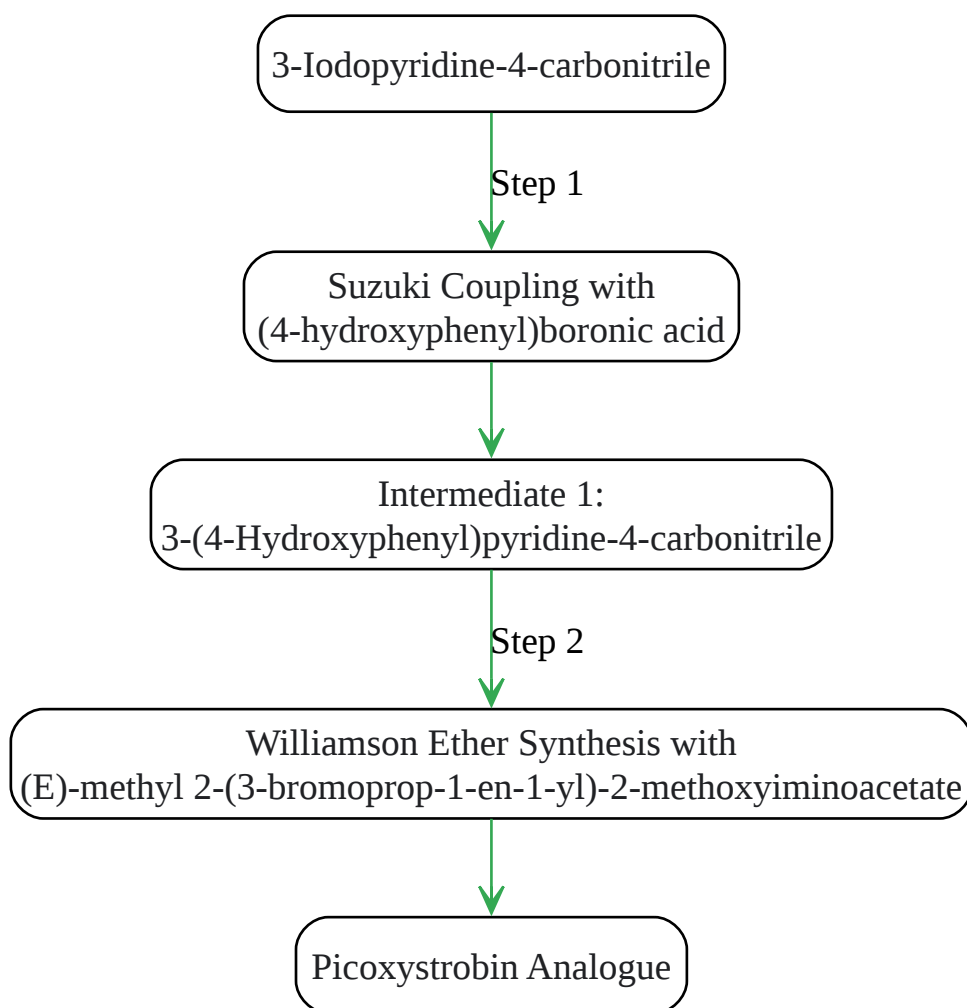 3-Iodopyridine-4-carbonitrile
Step 1
Suzuki Coupling with
(4-hydroxyphenyl)boronic acid
Intermediate 1:
3-(4-Hydroxyphenyl)pyridine-4-carbonitrile
Step 2
Williamson Ether Synthesis with
(E)-methyl 2-(3-bromoprop-1-en-1-yl)-2-methoxyiminoacetate
Picoxystrobin Analogue